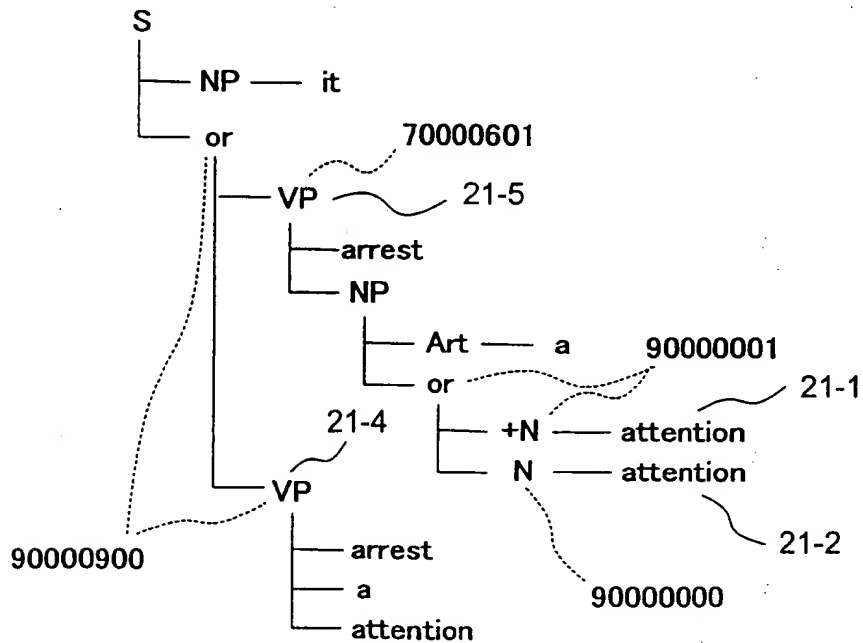 S
NP it
or 70000601
VP 21-5
arrest
NP
Art a 90000001
or 21-1
21-4 +N attention
N attention
VP
21-2
90000900 arrest
a 90000000
attention